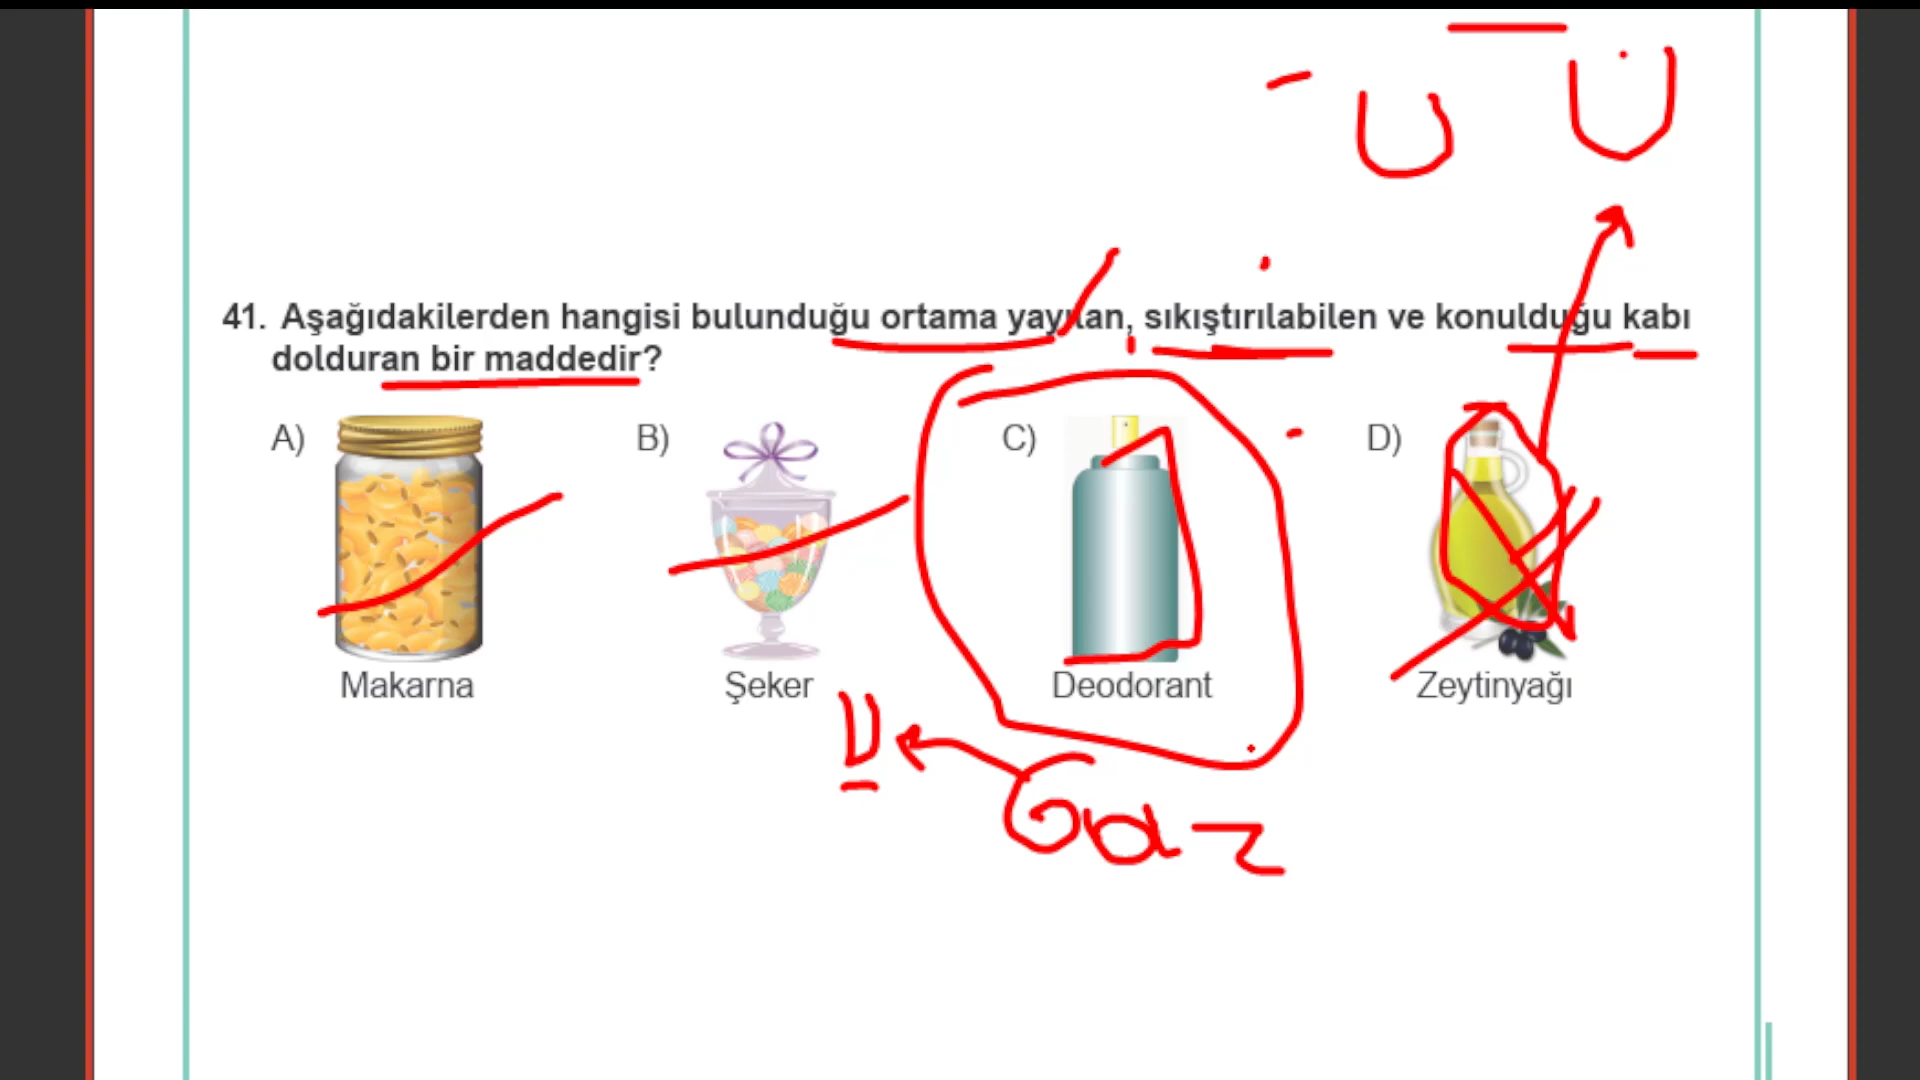 41. Aşağıdakilerden hangisi bulunduğu ortama yayılan, sıkıştırılabilen ve konulduğu kabı
dolduran bir maddedir?
A) B) C) D)
Makarna Şeker Deodorant Zeytinyağı
Gaz